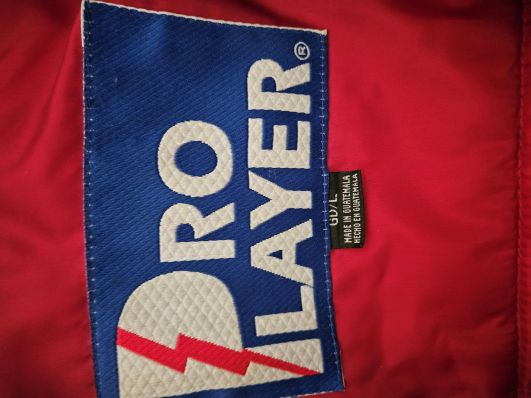 PRO
PLAYER®
GD/L
MADE IN GUATEMALA
HECHO EN GUATEMALA